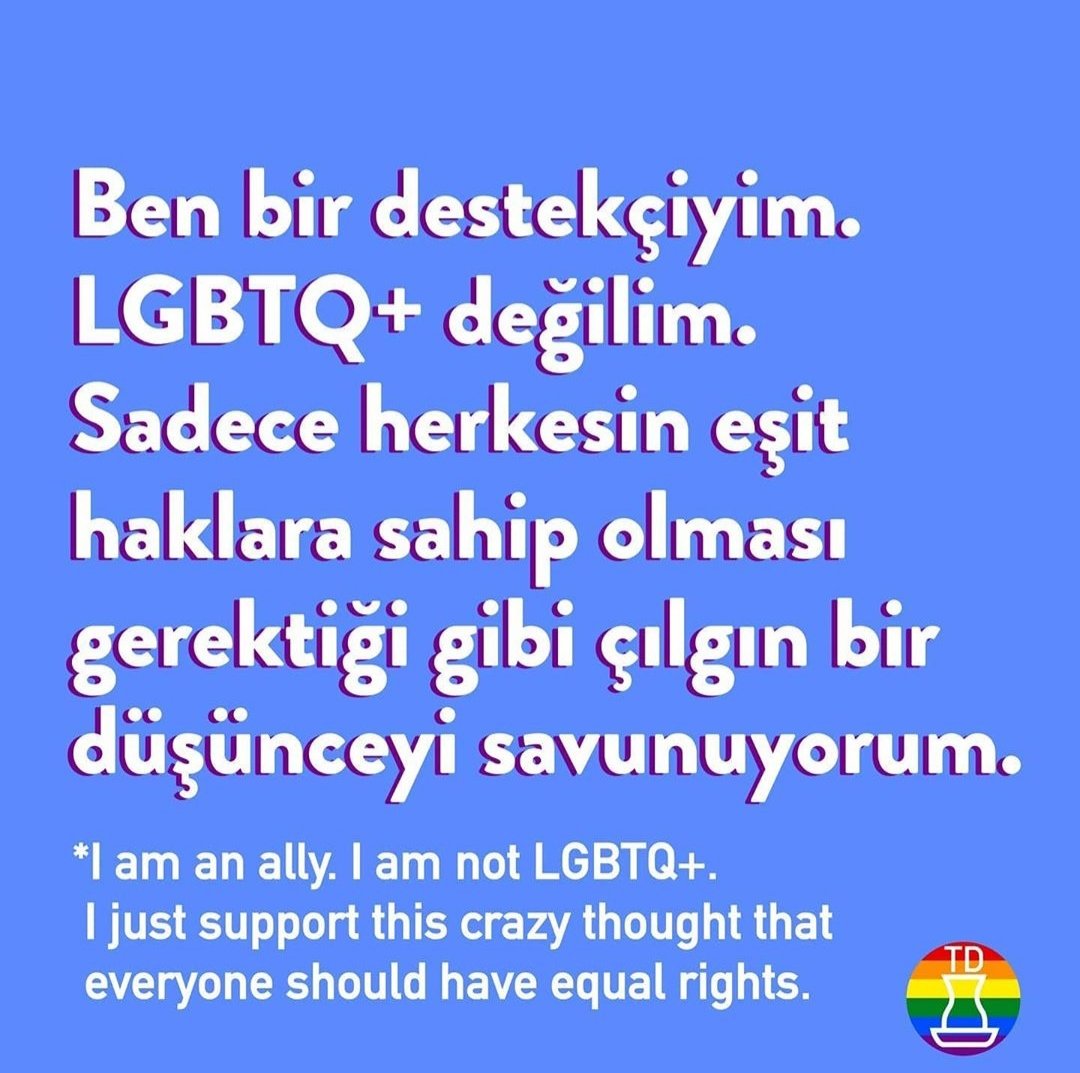 Ben bir destekçiyim.
LGBTQ+ değilim.
Sadece herkesin eşit
haklara sahip olması
gerektiği gibi çılgın bir
düşünceyi savunuyorum.
*I am an ally. I am not LGBTQ+.
I just support this crazy thought that
everyone should have equal rights.
TD